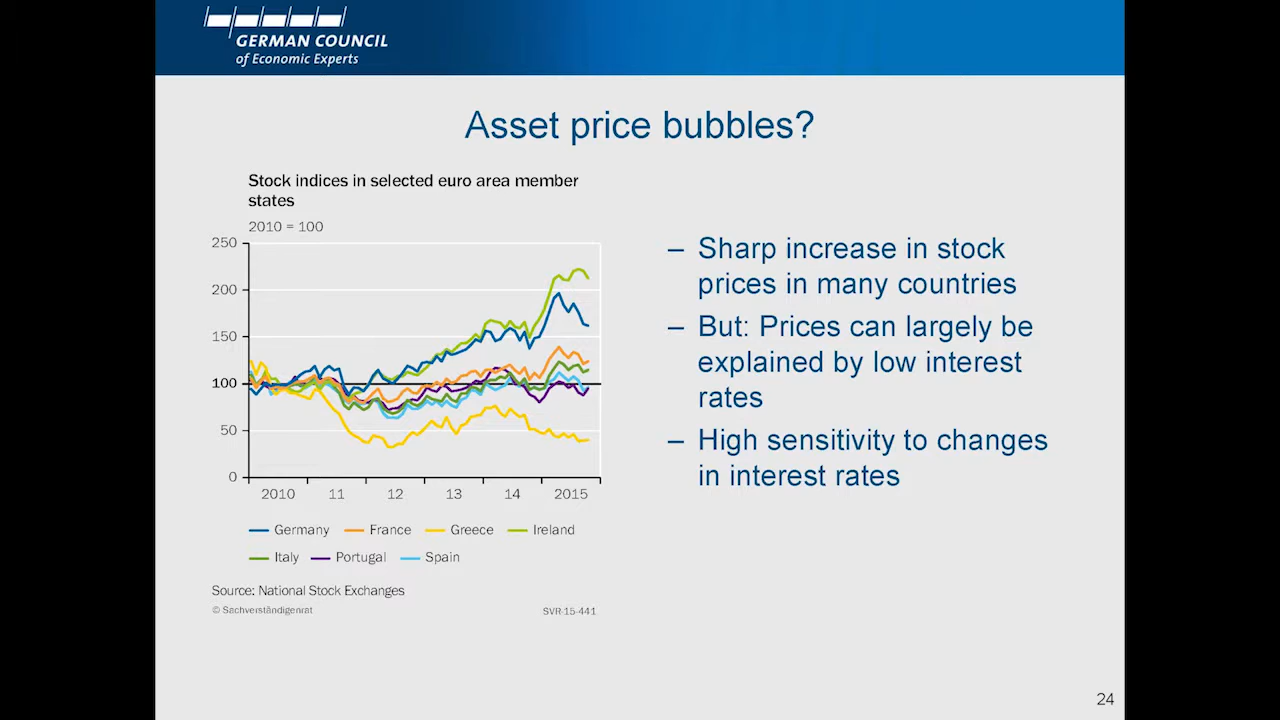 GERMAN COUNCIL
of Economic Experts
Asset price bubbles?
Stock indices in selected euro area member
states
2010 = 100
250
200
150
100
50
0
2010 11 12 13 14 2015
Germany France Greece Ireland
Italy Portugal Spain
Source: National Stock Exchanges
© Sachverständigenrat SVR-15-441
– Sharp increase in stock
prices in many countries
– But: Prices can largely be
explained by low interest
rates
– High sensitivity to changes
in interest rates
24